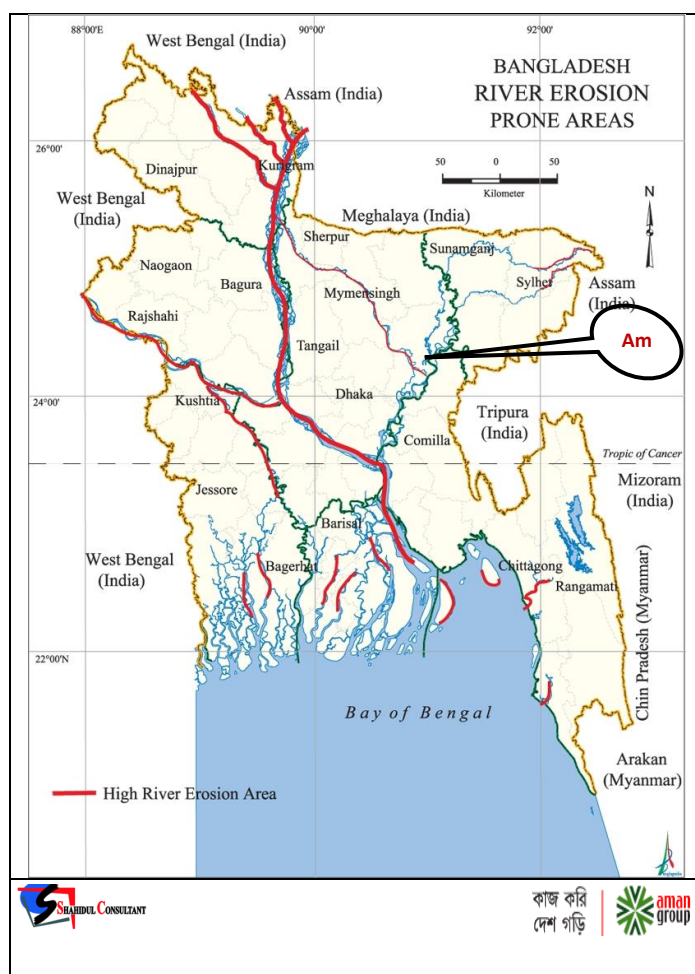 88°00'E
90°00'
92°00'
West Bengal (India)
Assam (India)
BANGLADESH
RIVER EROSION
PRONE AREAS
26°00'
Dinajpur
Kurigram
50
0
50
Kilometer
N
West Bengal
(India)
Meghalaya (India)
Sherpur
Sunamganj
Naogaon
Bagura
Mymensingh
Sylhet
Assam
(India)
Rajshahi
Tangail
Am
24°00'
Kushtia
Dhaka
Comilla
Tripura
(India)
Tropic of Cancer
Mizoram
(India)
Jessore
Barisal
West Bengal
(India)
Bagerhat
Chittagong
Rangamati
Chin Pradesh (Myanmar)
22°00'N
Bay of Bengal
Arakan
(Myanmar)
High River Erosion Area
SHAHIDUL CONSULTANT
কাজ করি
দেশ গড়ি
aman
group